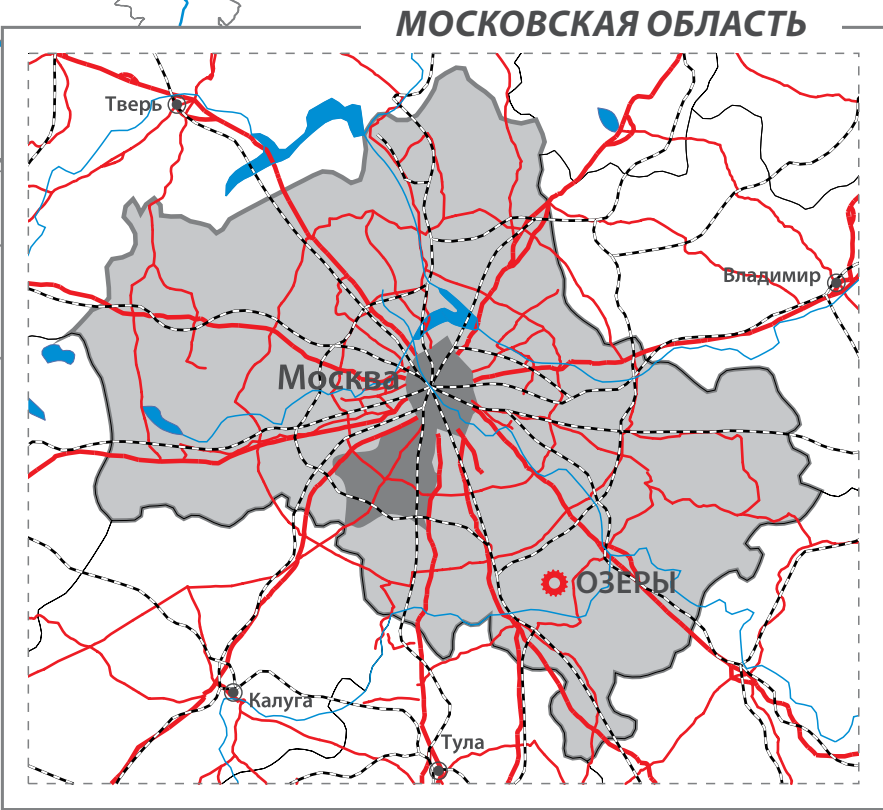 МОСКОВСКАЯ ОБЛАСТЬ
Тверь
Владимир
Москва
ОЗЕРЫ
Калуга
Тула